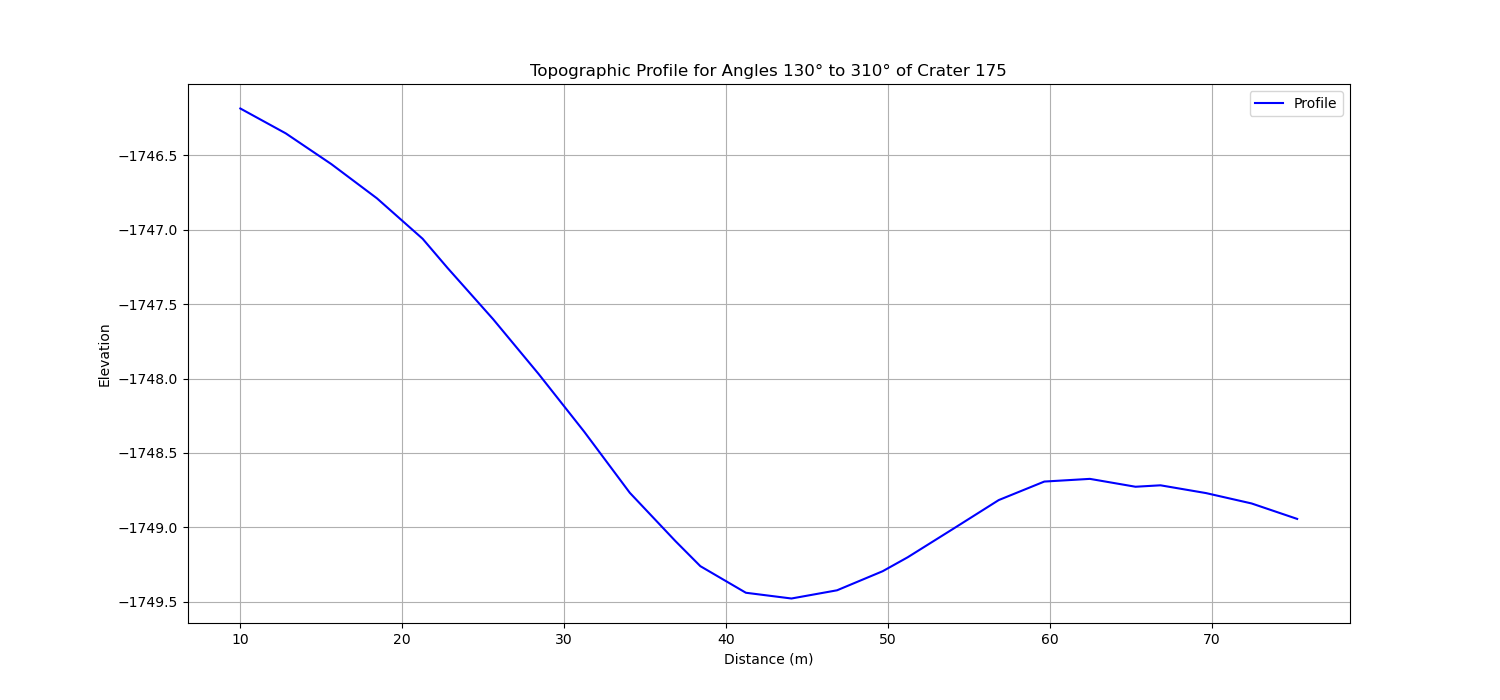 Topographic Profile for Angles 130° to 310° of Crater 175
Profile
−1746.5
−1747.0
−1747.5
−1748.0
−1748.5
−1749.0
−1749.5
Elevation
10 20 30 40 50 60 70
Distance (m)